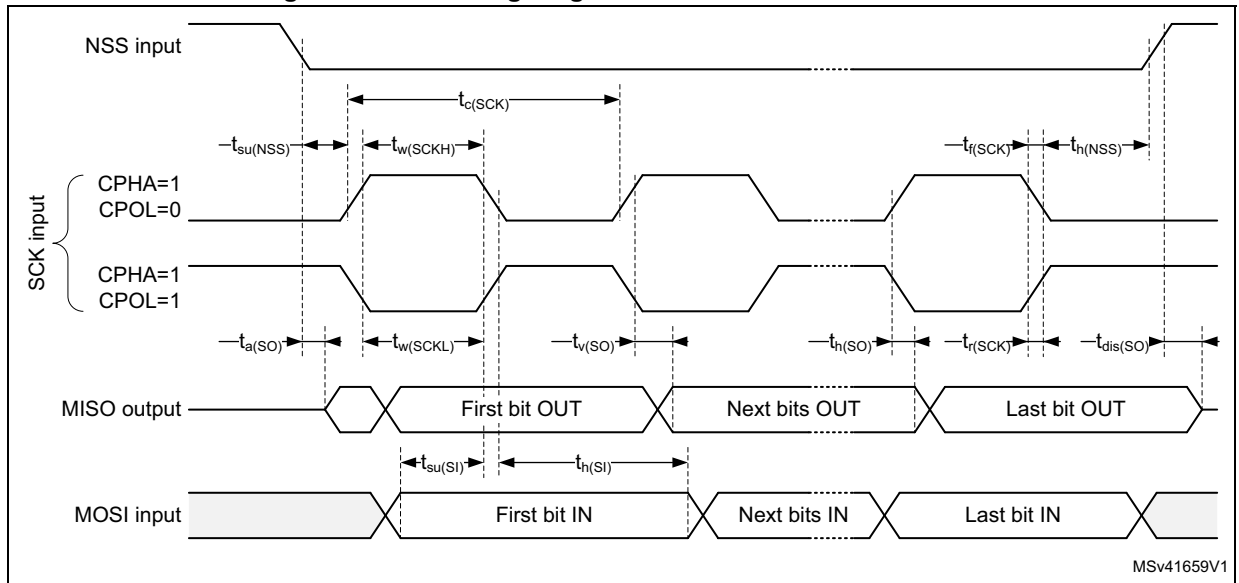 NSS input
tc(SCK)
tsu(NSS)
tw(SCKH)
tf(SCK)
th(NSS)
SCK input
CPHA=1
CPOL=0
CPHA=1
CPOL=1
ta(SO)
tw(SCKL)
tv(SO)
th(SO)
tr(SCK)
tdis(SO)
MISO output
First bit OUT
Next bits OUT
Last bit OUT
tsu(SI)
th(SI)
MOSI input
First bit IN
Next bits IN
Last bit IN
MSv41659V1